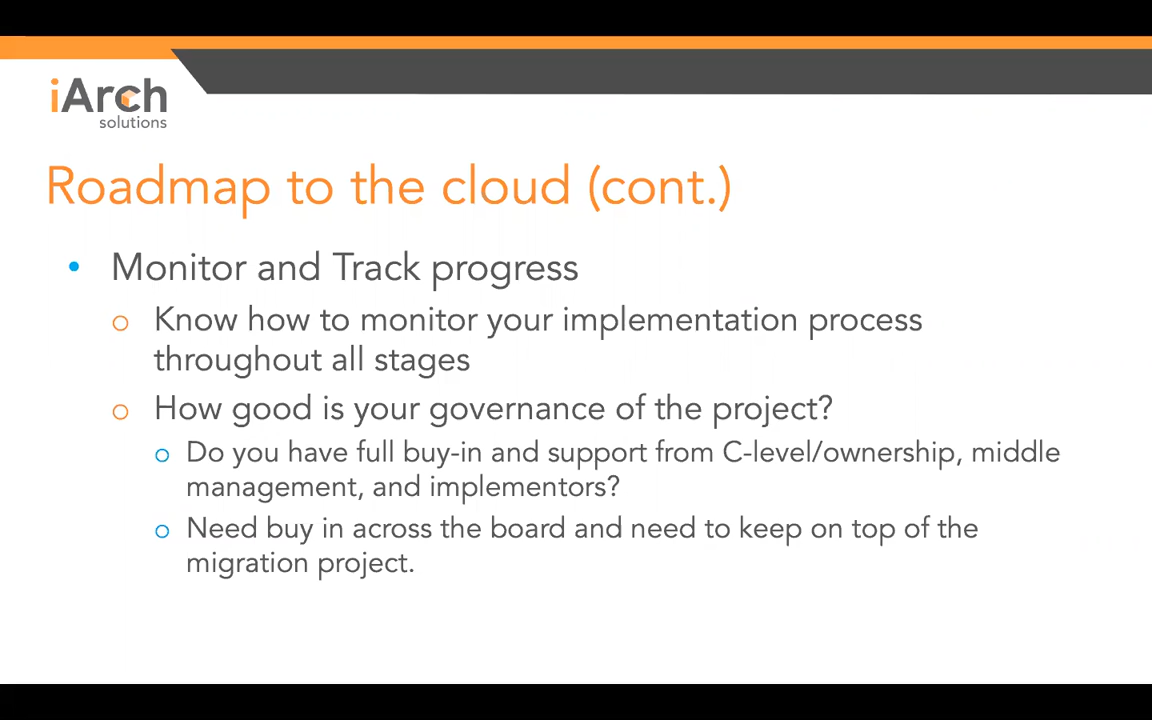 iArch
solutions
Roadmap to the cloud (cont.)
• Monitor and Track progress
o Know how to monitor your implementation process
throughout all stages
o How good is your governance of the project?
o Do you have full buy-in and support from C-level/ownership, middle
management, and implementors?
o Need buy in across the board and need to keep on top of the
migration project.